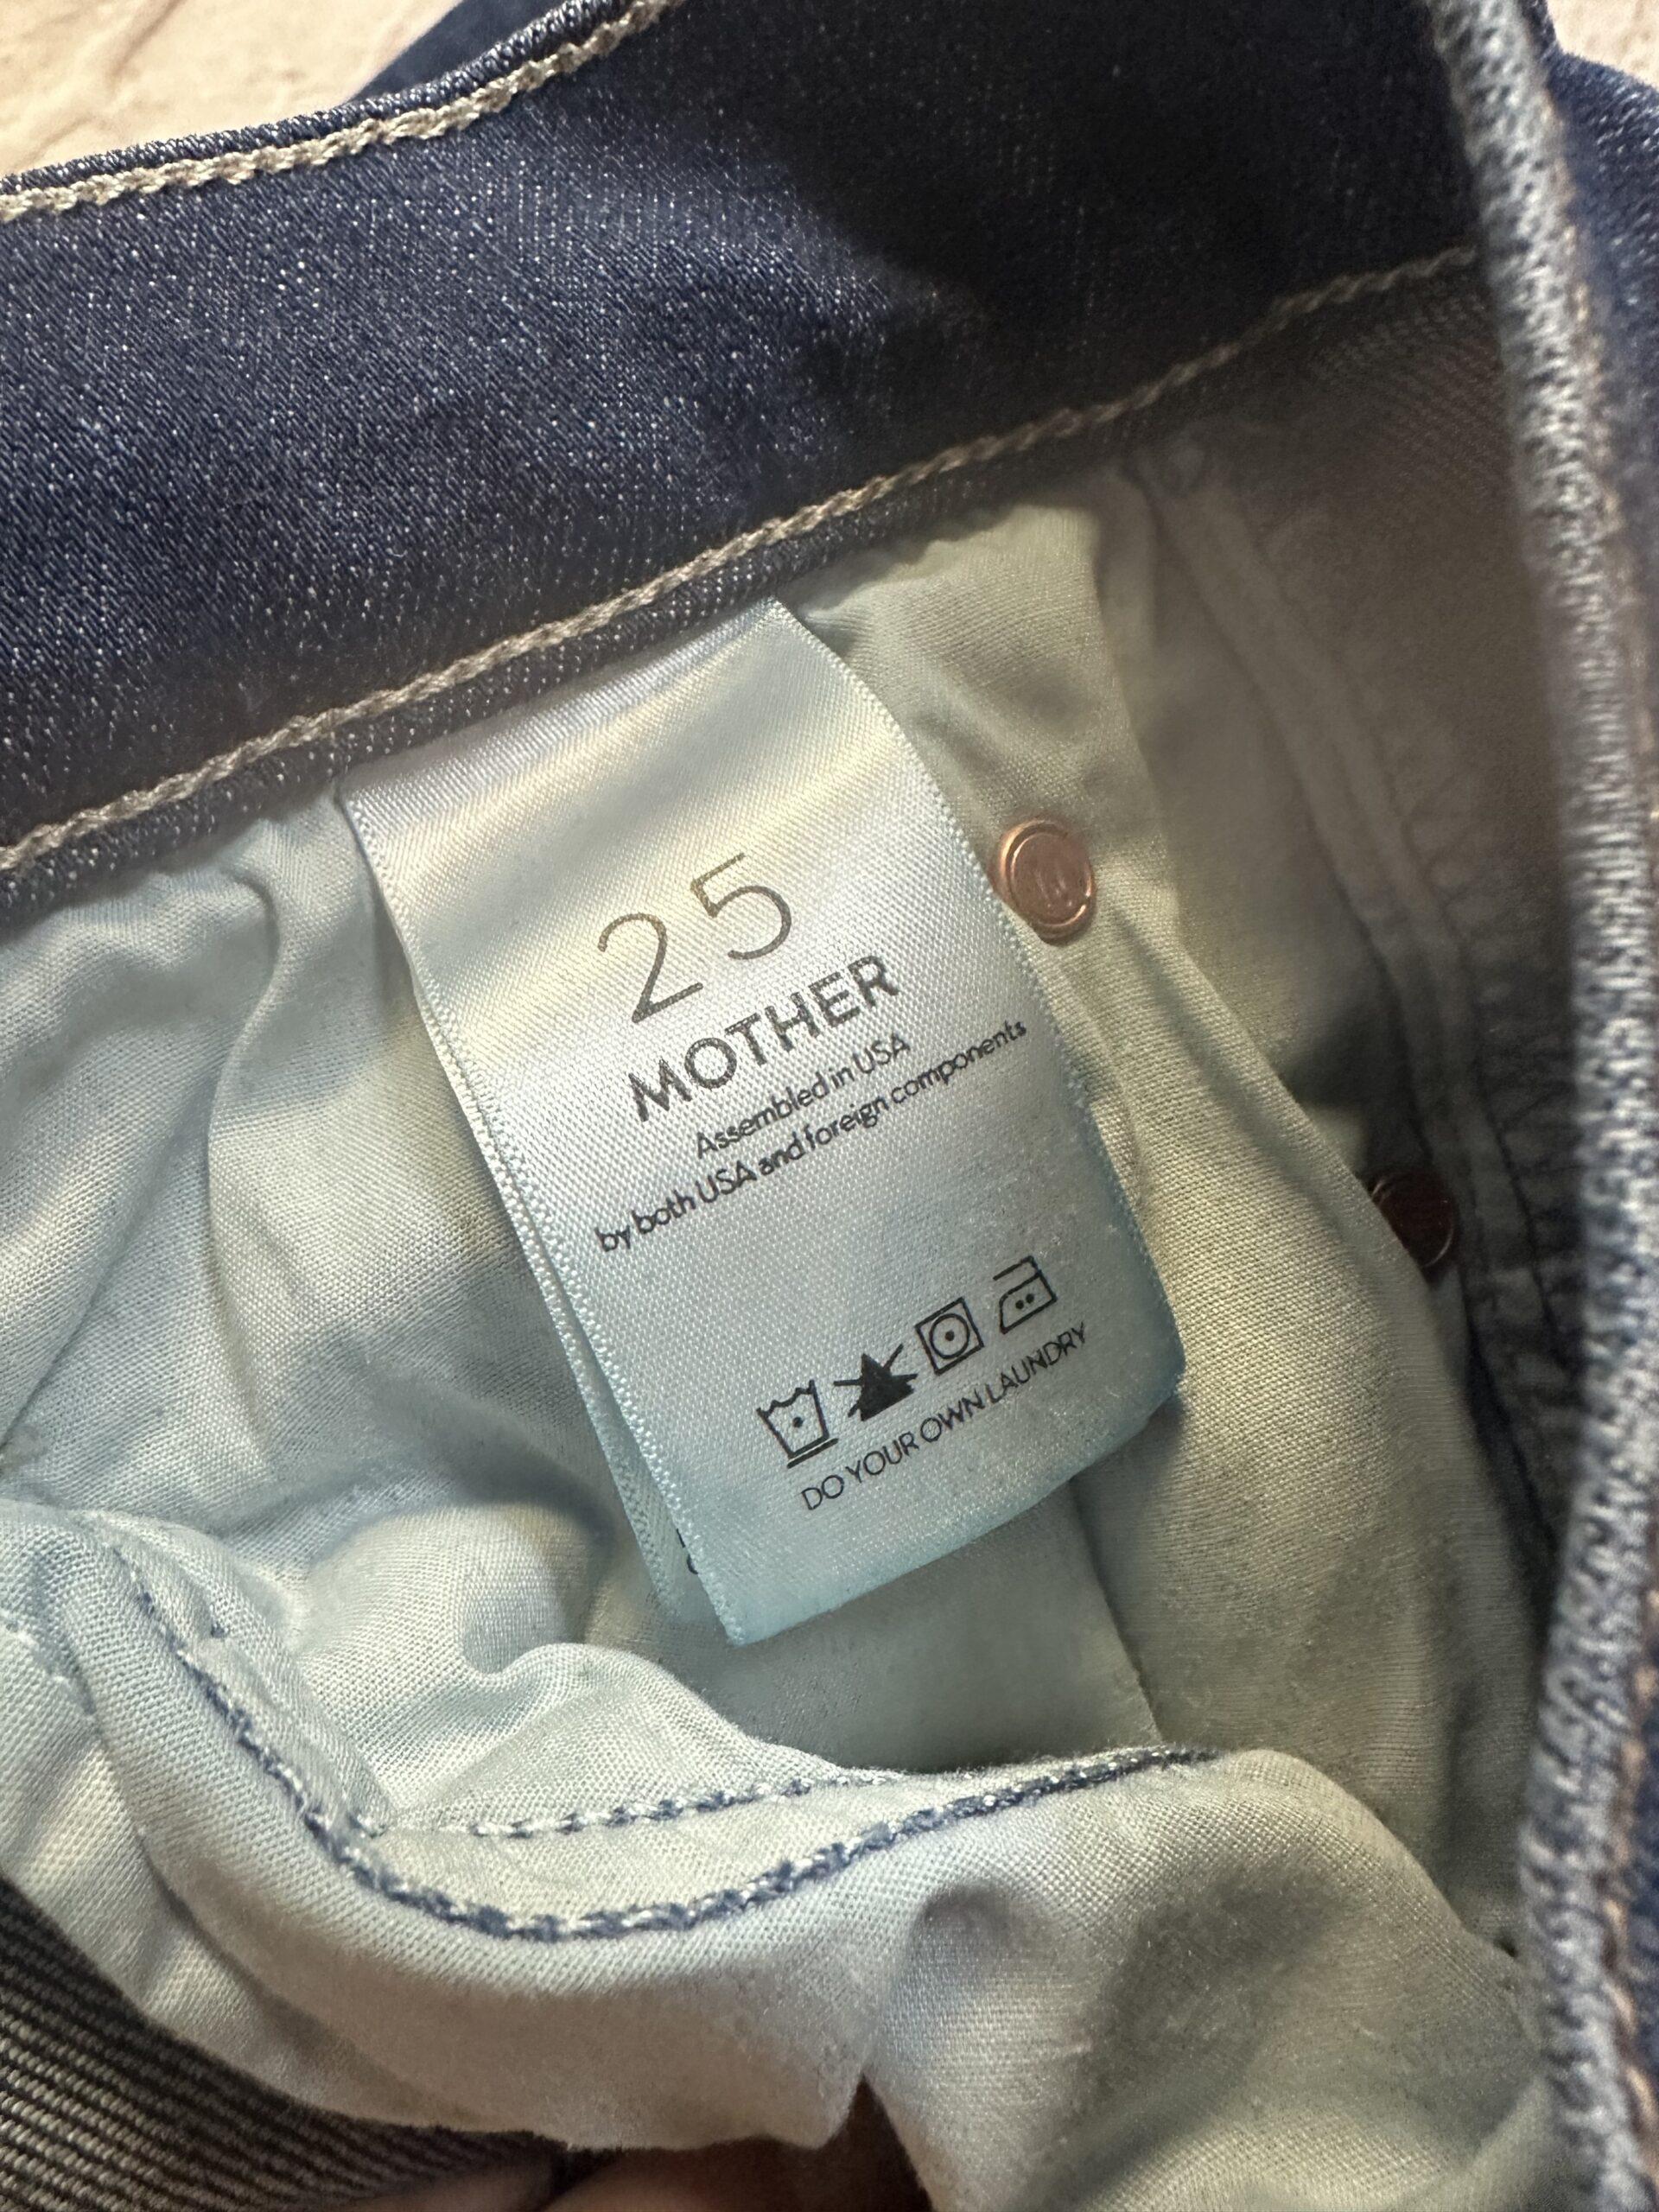 25
MOTHER
Assembled in USA
by both USA and foreign components
DO YOUR OWN LAUNDRY